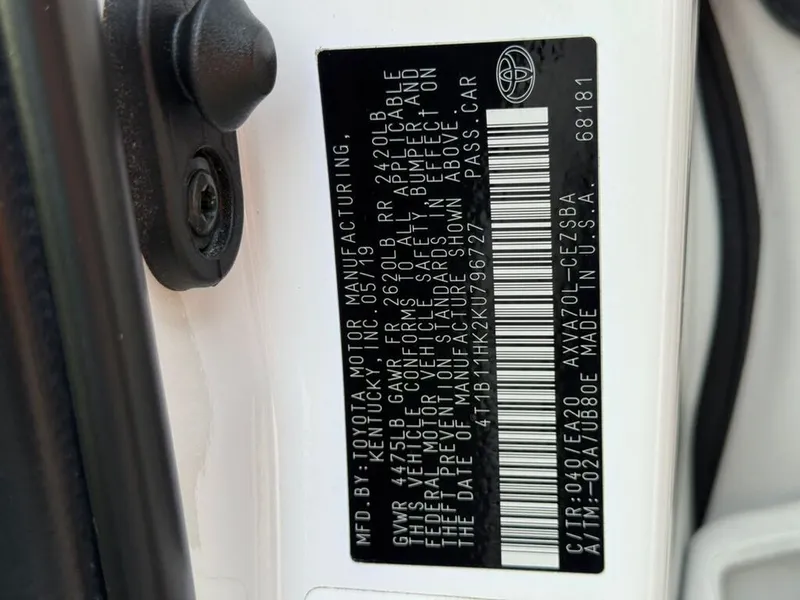 MFD. BY: TOYOTA MOTOR MANUFACTURING,
KENTUCKY, INC. 05/19
GVWR 4475LB GAWR FR 2620LB RR 2420LB
THIS VEHICLE CONFORMS TO ALL APPLICABLE
FEDERAL MOTOR VEHICLE SAFETY, BUMPER, AND
THEFT PREVENTION STANDARDS IN EFFECT ON
THE DATE OF MANUFACTURE SHOWN ABOVE.
4T1B11HK2KU796727 PASS. CAR
C/TR: 040/EA20 AXVA70L-CEZSBA
A/TM:-02A/UB80E MADE IN U.S.A. 68181